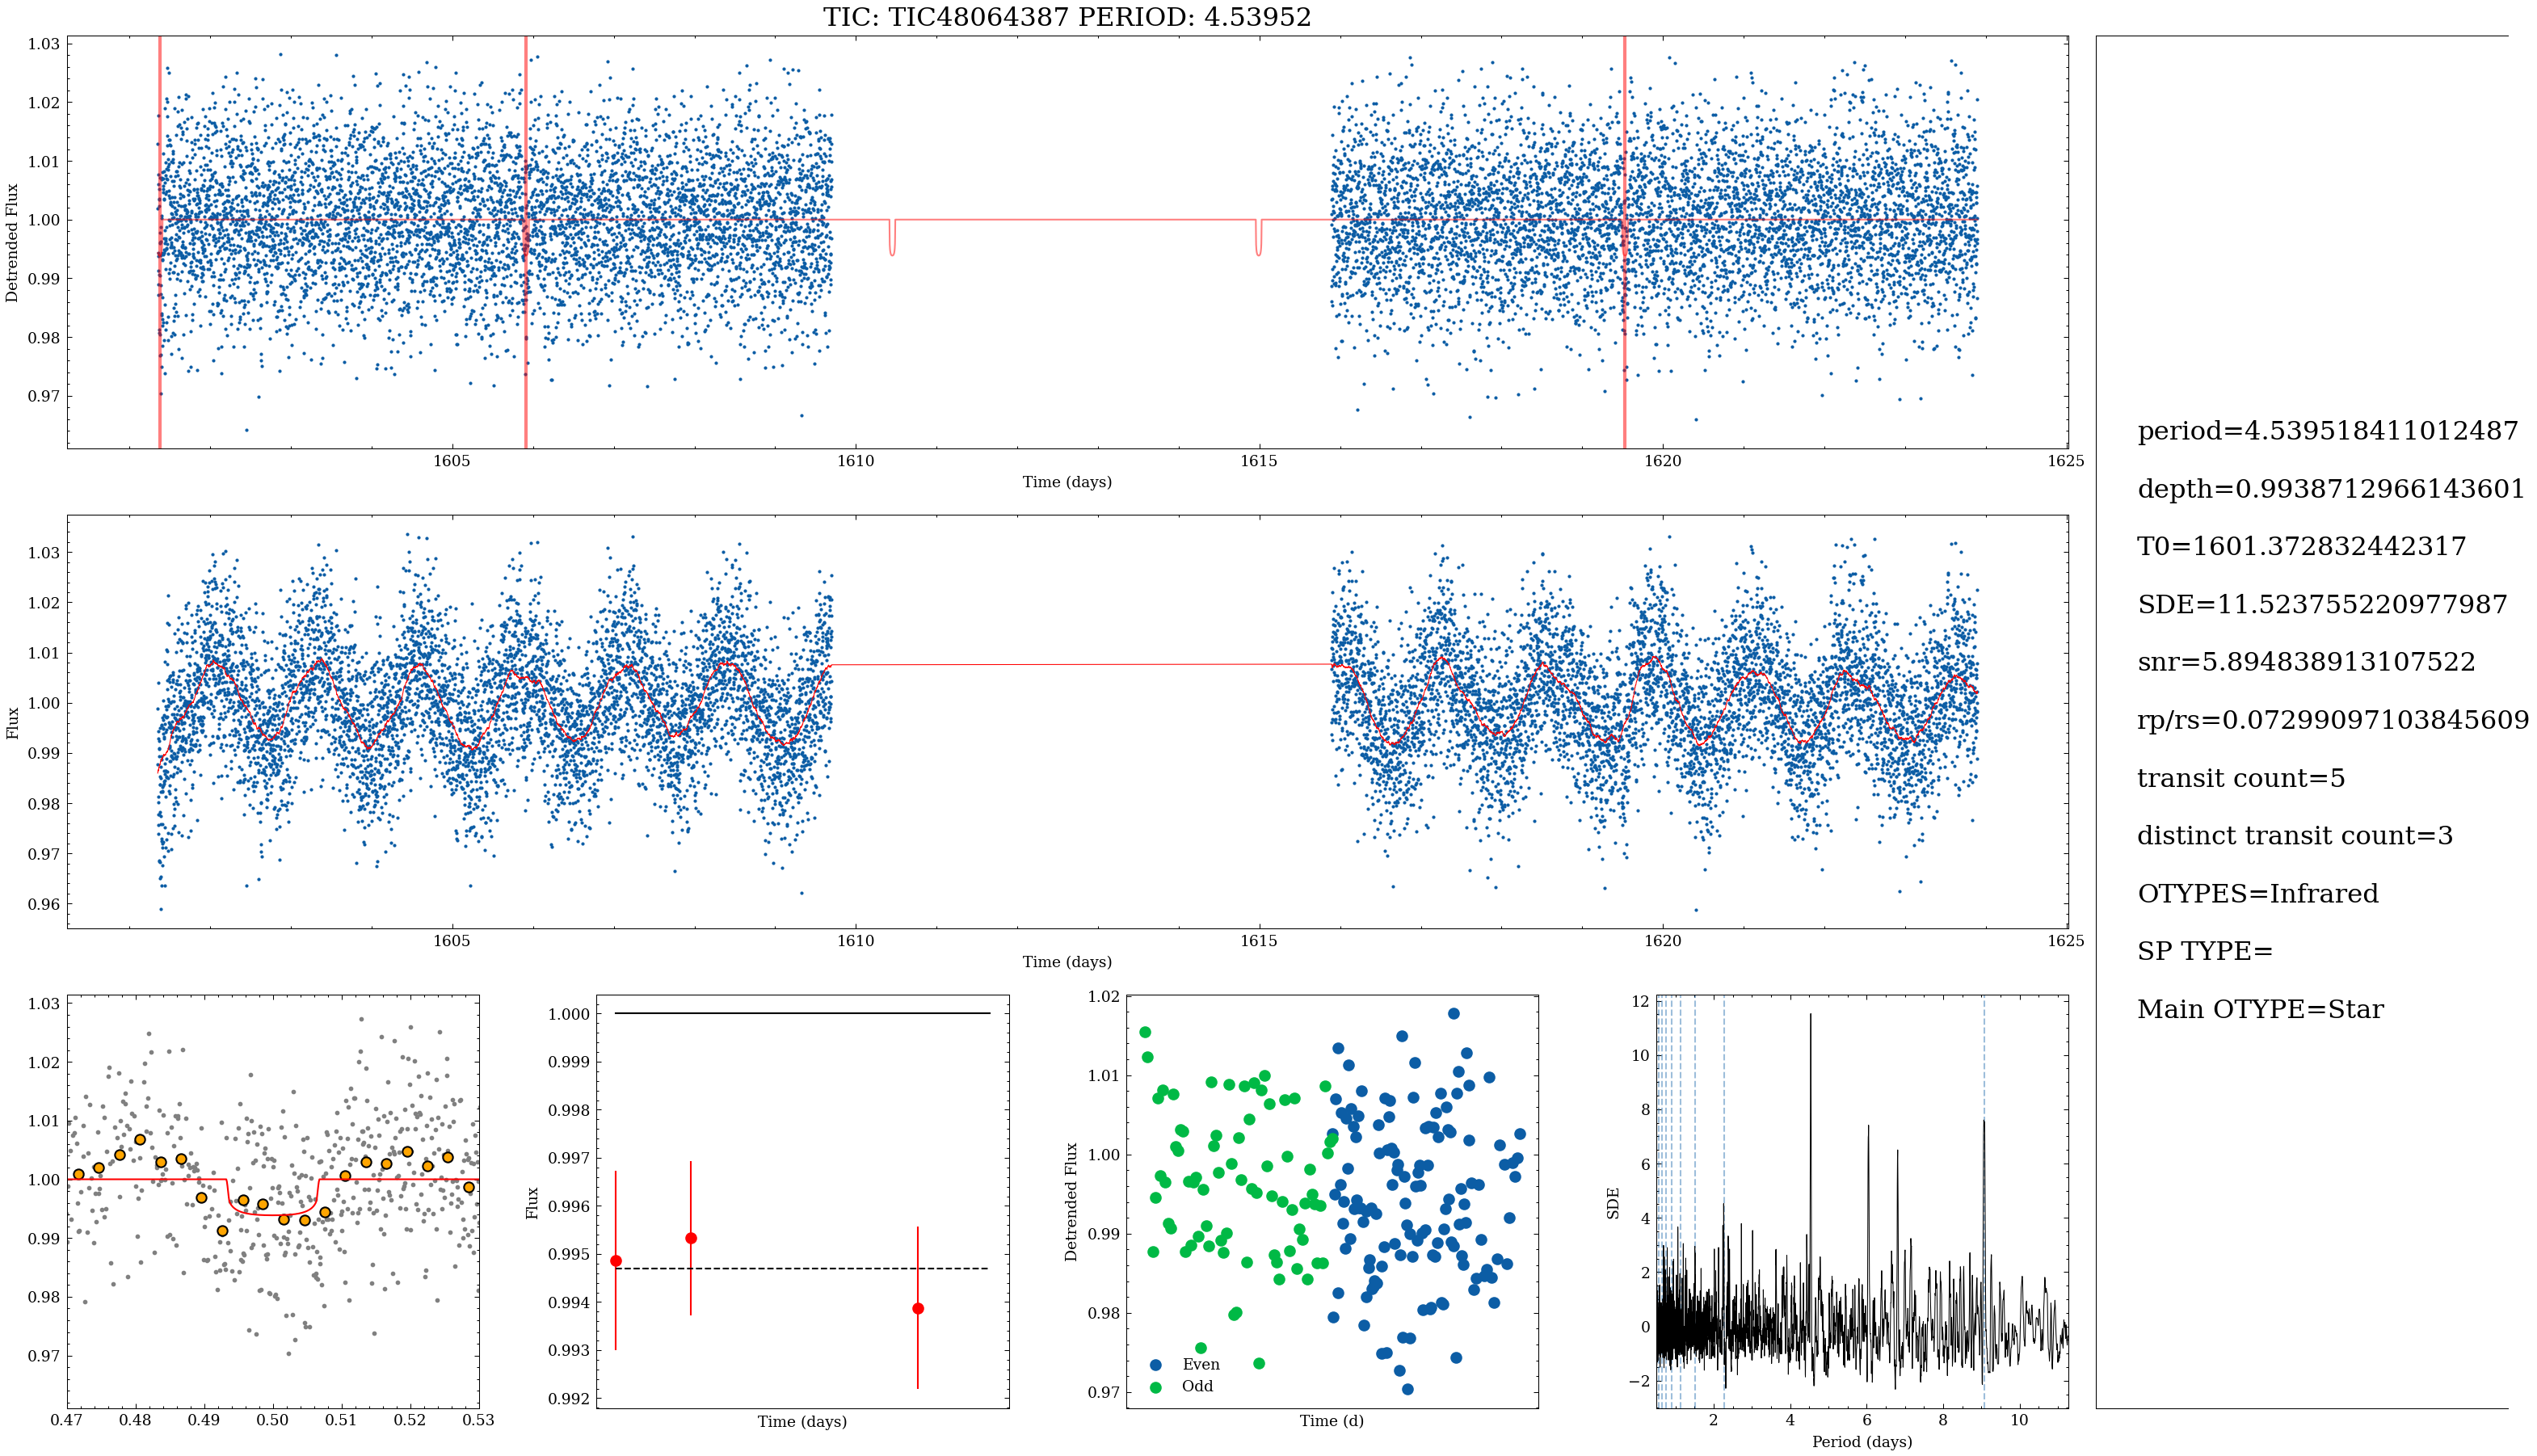 TIC: TIC48064387 PERIOD: 4.53952
1.03
1.02
1.01
1.00
0.99
0.98
0.97
Detrended Flux
1605
1610
1615
1620
1625
Time (days)
1.03
1.02
1.01
1.00
0.99
0.98
0.97
0.96
Flux
1605
1610
1615
1620
1625
Time (days)
1.03
1.02
1.01
1.00
0.99
0.98
0.97
0.47
0.48
0.49
0.50
0.51
0.52
0.53
1.000
0.999
0.998
0.997
0.996
0.995
0.994
0.993
0.992
Flux
Time (days)
1.02
1.01
1.00
0.99
0.98
0.97
Detrended Flux
Even
Odd
Time (d)
12
10
8
6
4
2
0
−2
SDE
2
4
6
8
10
Period (days)
period=4.539518411012487
depth=0.9938712966143601
T0=1601.372832442317
SDE=11.523755220977987
snr=5.894838913107522
rp/rs=0.07299097103845609
transit count=5
distinct transit count=3
OTYPES=Infrared
SP TYPE=
Main OTYPE=Star